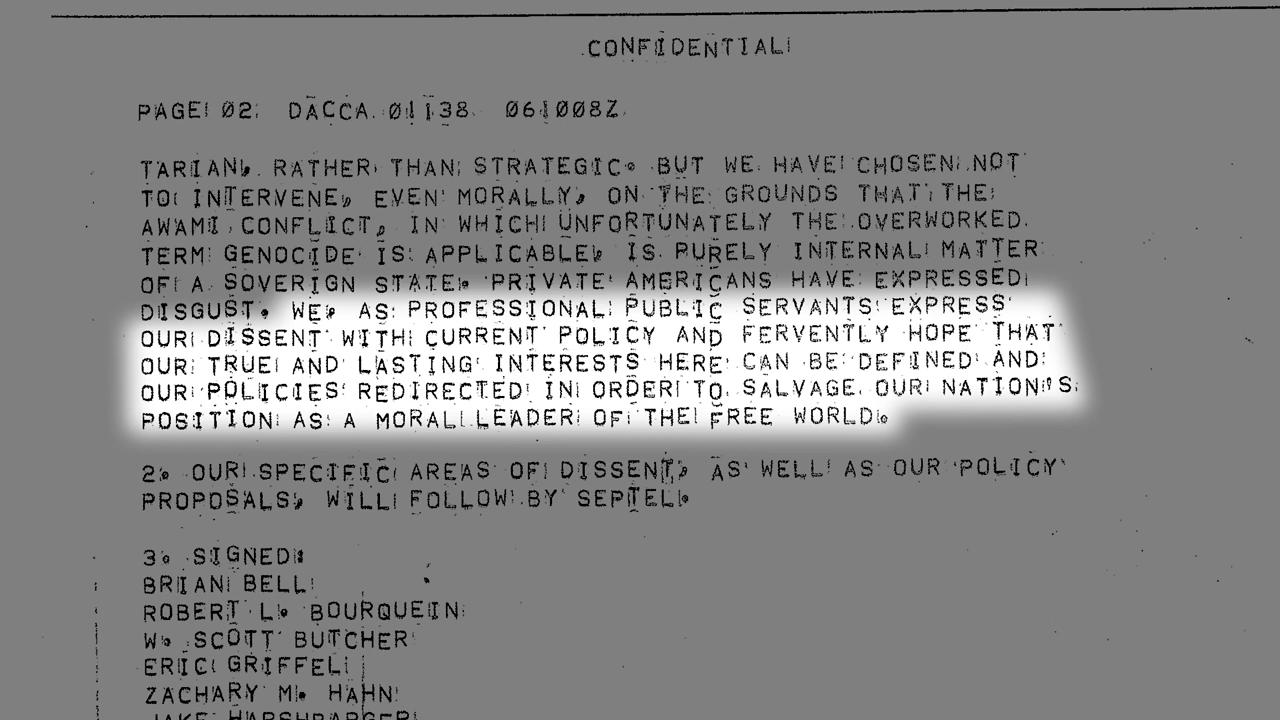 CONFIDENTIAL
PAGE 02 DACCA 01138 061008Z
TARIAN, RATHER THAN STRATEGIC. BUT WE HAVE CHOSEN NOT
TO INTERVENE, EVEN MORALLY, ON THE GROUNDS THAT THE
AWAMI CONFLICT, IN WHICH UNFORTUNATELY THE OVERWORKED
TERM GENOCIDE IS APPLICABLE, IS PURELY INTERNAL MATTER
OF A SOVERIGN STATE. PRIVATE AMERICANS HAVE EXPRESSED
DISGUST. WE, AS PROFESSIONAL PUBLIC SERVANTS EXPRESS
OUR DISSENT WITH CURRENT POLICY AND FERVENTLY HOPE THAT
OUR TRUE AND LASTING INTERESTS HERE CAN BE DEFINED AND
OUR POLICIES REDIRECTED IN ORDER TO SALVAGE OUR NATION'S
POSITION AS A MORAL LEADER OF THE FREE WORLD.
2. OUR SPECIFIC AREAS OF DISSENT, AS WELL AS OUR POLICY
PROPOSALS, WILL FOLLOW BY SEPTEL.
3. SIGNED:
BRIAN BELL
ROBERT L. BOURQUEIN
W. SCOTT BUTCHER
ERIC GRIFFEL
ZACHARY M. HAHN
JAKE HARSHBARGER